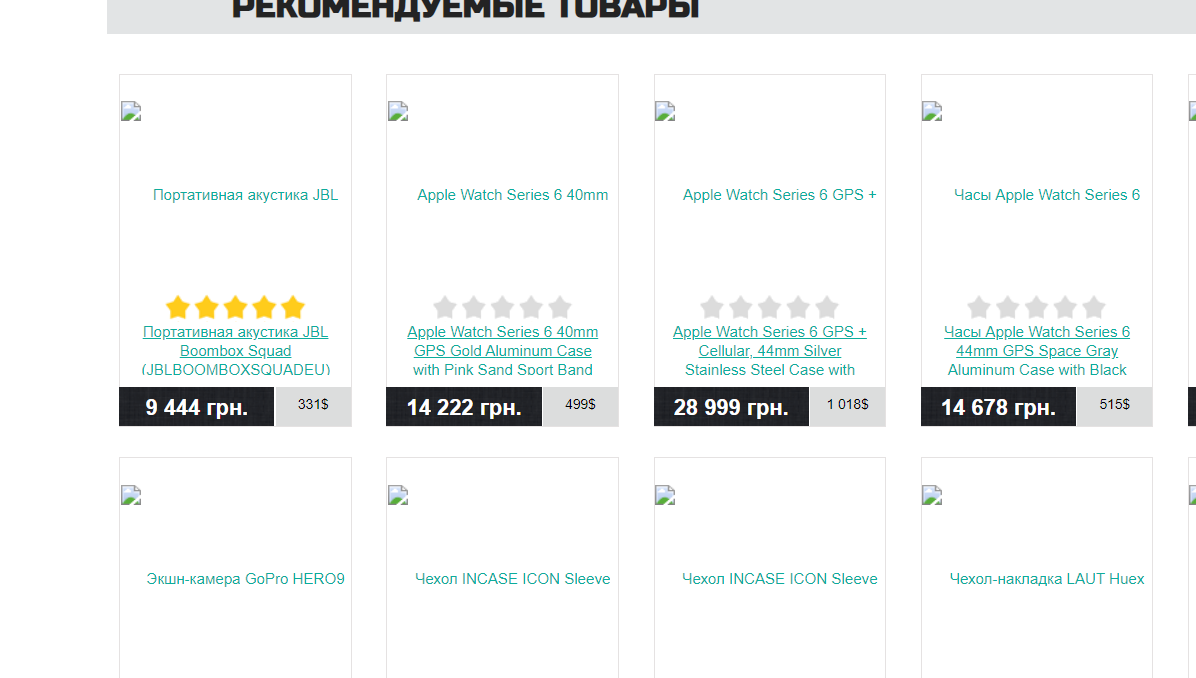 РЕКОМЕНДУЕМЫЕ ТОВАРЫ
Портативная акустика JBL
Apple Watch Series 6 40mm
Apple Watch Series 6 GPS +
Часы Apple Watch Series 6
Портативная акустика JBL
Boombox Squad
(JBLBOOMBOXSQUADEU)
Apple Watch Series 6 40mm
GPS Gold Aluminum Case
with Pink Sand Sport Band
Apple Watch Series 6 GPS +
Cellular, 44mm Silver
Stainless Steel Case with
Часы Apple Watch Series 6
44mm GPS Space Gray
Aluminum Case with Black
9 444 грн.
331$
14 222 грн.
499$
28 999 грн.
1 018$
14 678 грн.
515$
Экшн-камера GoPro HERO9
Чехол INCASE ICON Sleeve
Чехол INCASE ICON Sleeve
Чехол-накладка LAUT Huex